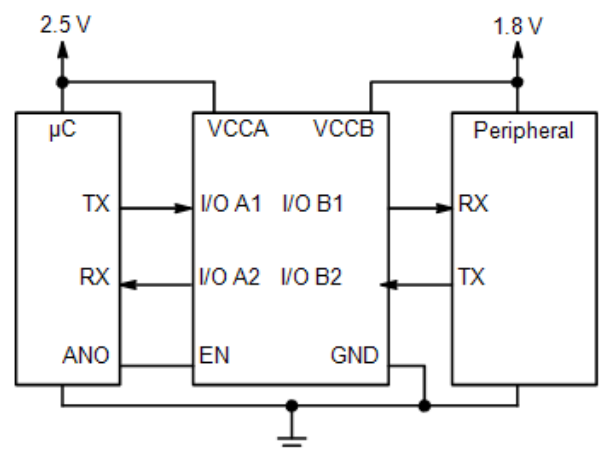 2.5 V 1.8 V
µC VCCA VCCB Peripheral
TX I/O A1 I/O B1 RX
RX I/O A2 I/O B2 TX
ANO EN GND